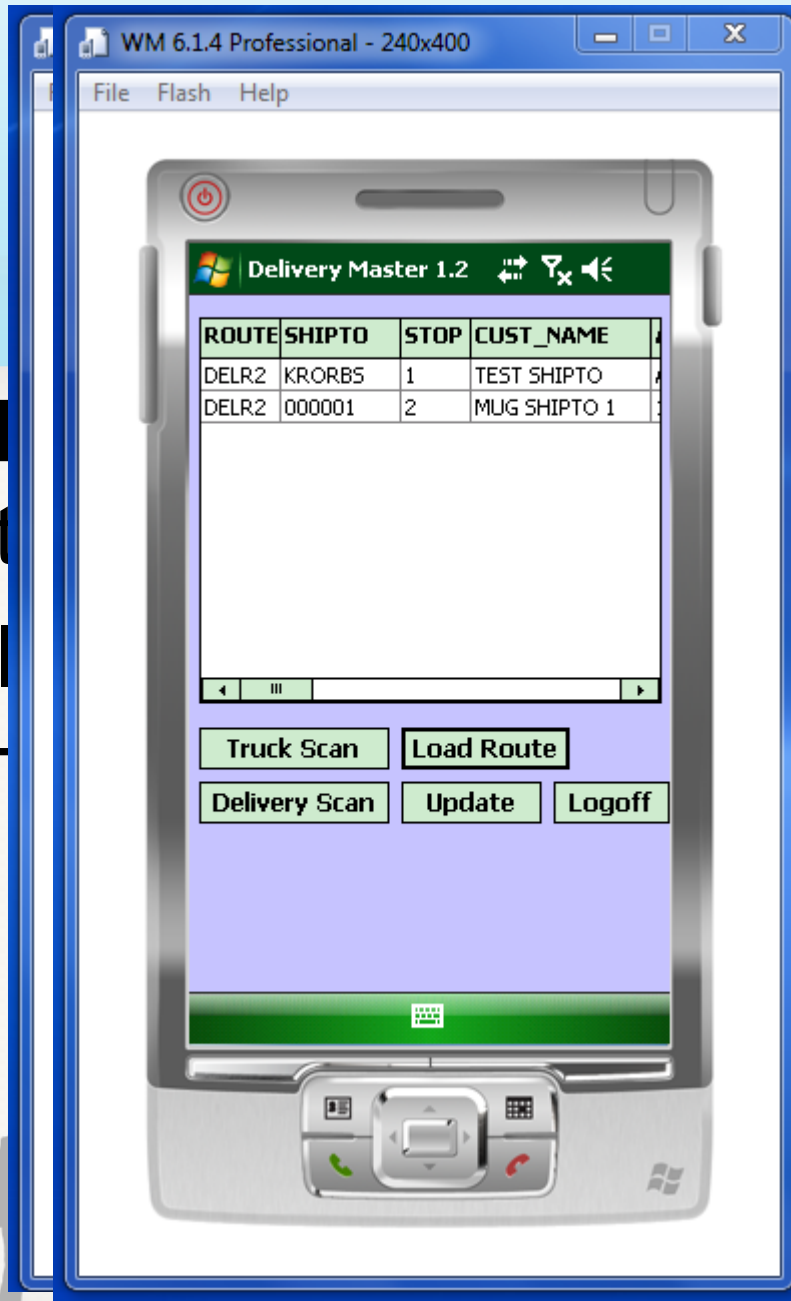 WM 6.1.4 Professional - 240x400
File Flash Help
Delivery Master 1.2
ROUTE SHIPTO STOP CUST_NAME
DELR2 KRORBS 1 TEST SHIPTO
DELR2 000001 2 MUG SHIPTO 1
Truck Scan Load Route
Delivery Scan Update Logoff